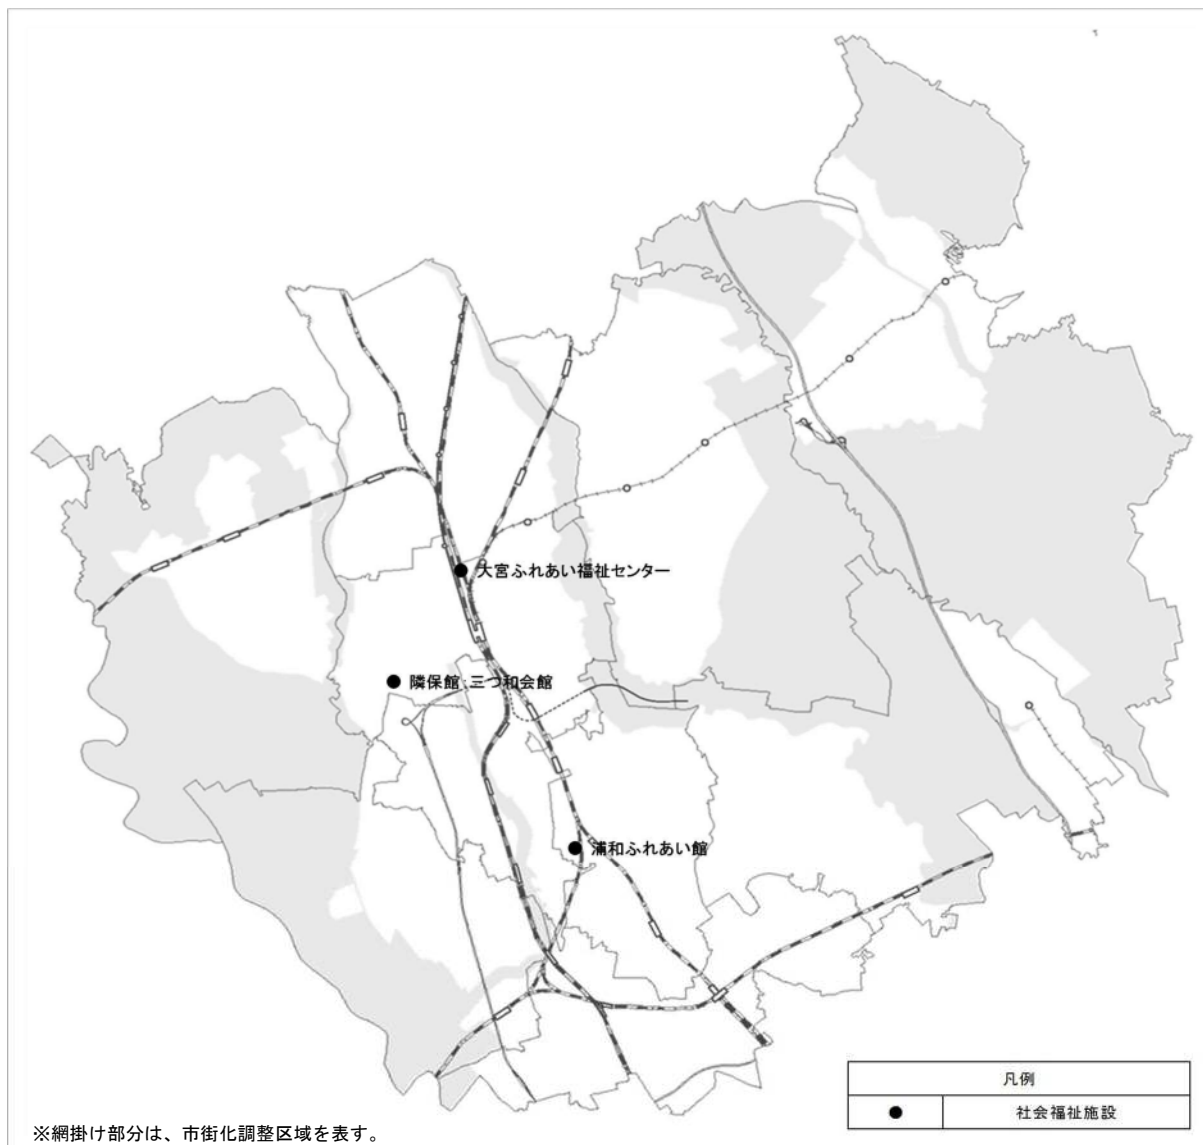 大宮ふれあい福祉センター
隣保館・三つ和会館
浦和ふれあい館
凡例
● 社会福祉施設
※網掛け部分は、市街化調整区域を表す。